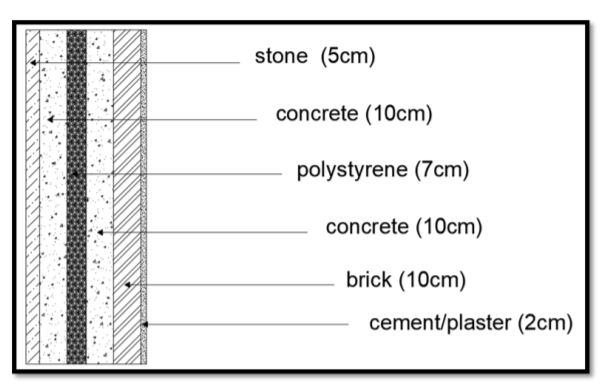 stone (5cm)
concrete (10cm)
polystyrene (7cm)
concrete (10cm)
brick (10cm)
cement/plaster (2cm)